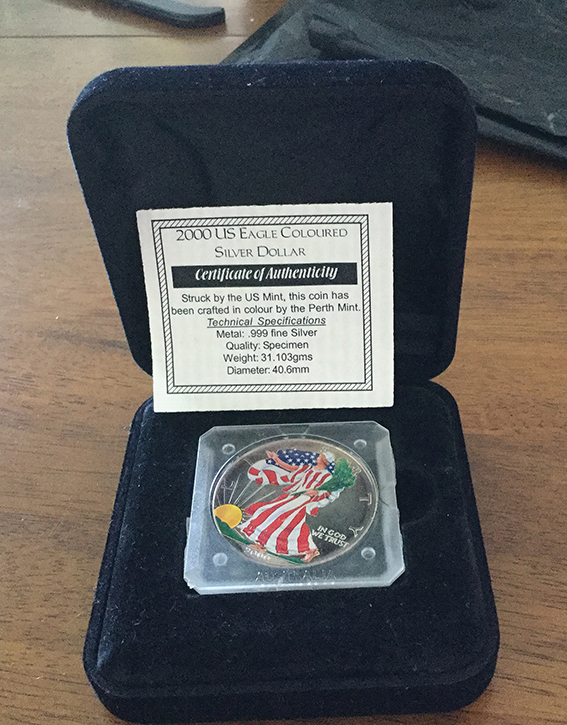 2000 US EAGLE COLOURED
SILVER DOLLAR
Certificate of Authenticity
Struck by the US Mint, this coin has
been crafted in colour by the Perth Mint.
Technical Specifications
Metal: .999 fine Silver
Quality: Specimen
Weight: 31.103gms
Diameter: 40.6mm
L
T
Y
IN GOD
WE TRUST
2000
AUSTRALIA